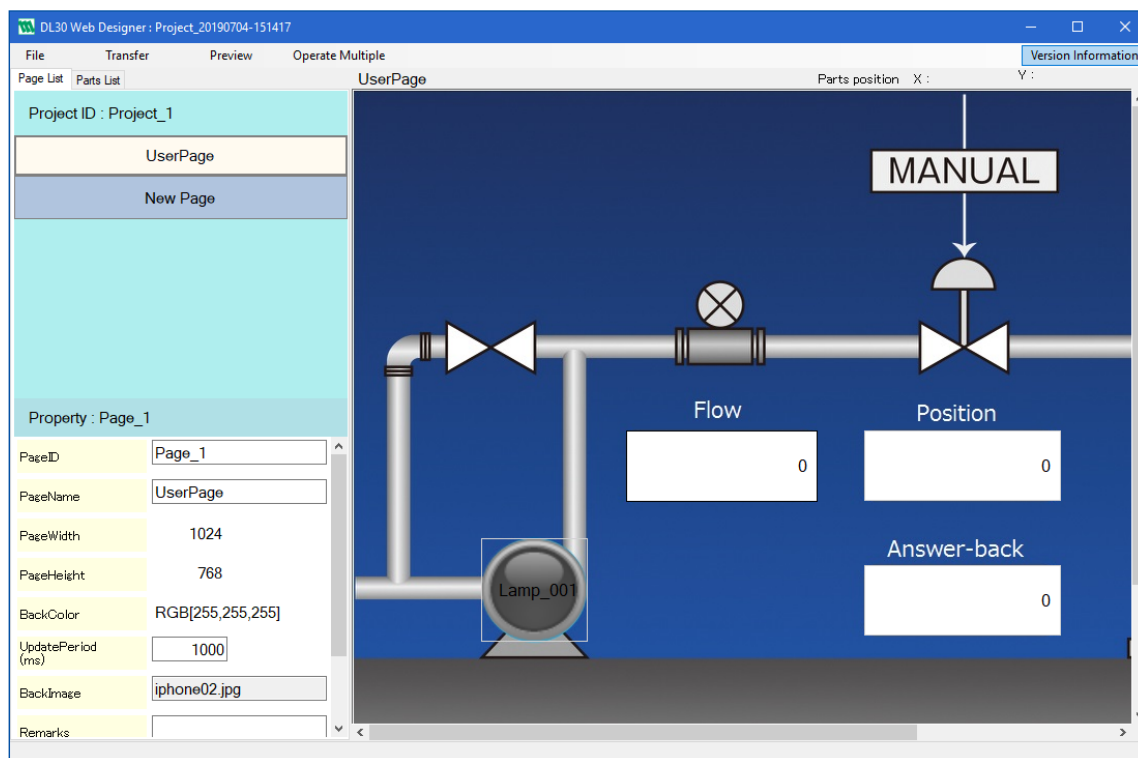 DL30 Web Designer : Project_20190704-151417
File Transfer Preview Operate Multiple Version Information
Page List Parts List UserPage Parts position X : Y :
Project ID : Project_1
UserPage
New Page
MANUAL
Property : Page_1
PageID Page_1
PageName UserPage
PageWidth 1024
PageHeight 768
BackColor RGB[255,255,255]
UpdatePeriod (ms) 1000
BackImage iphone02.jpg
Remarks
Flow
0
Position
0
Answer-back
0
Lamp_001